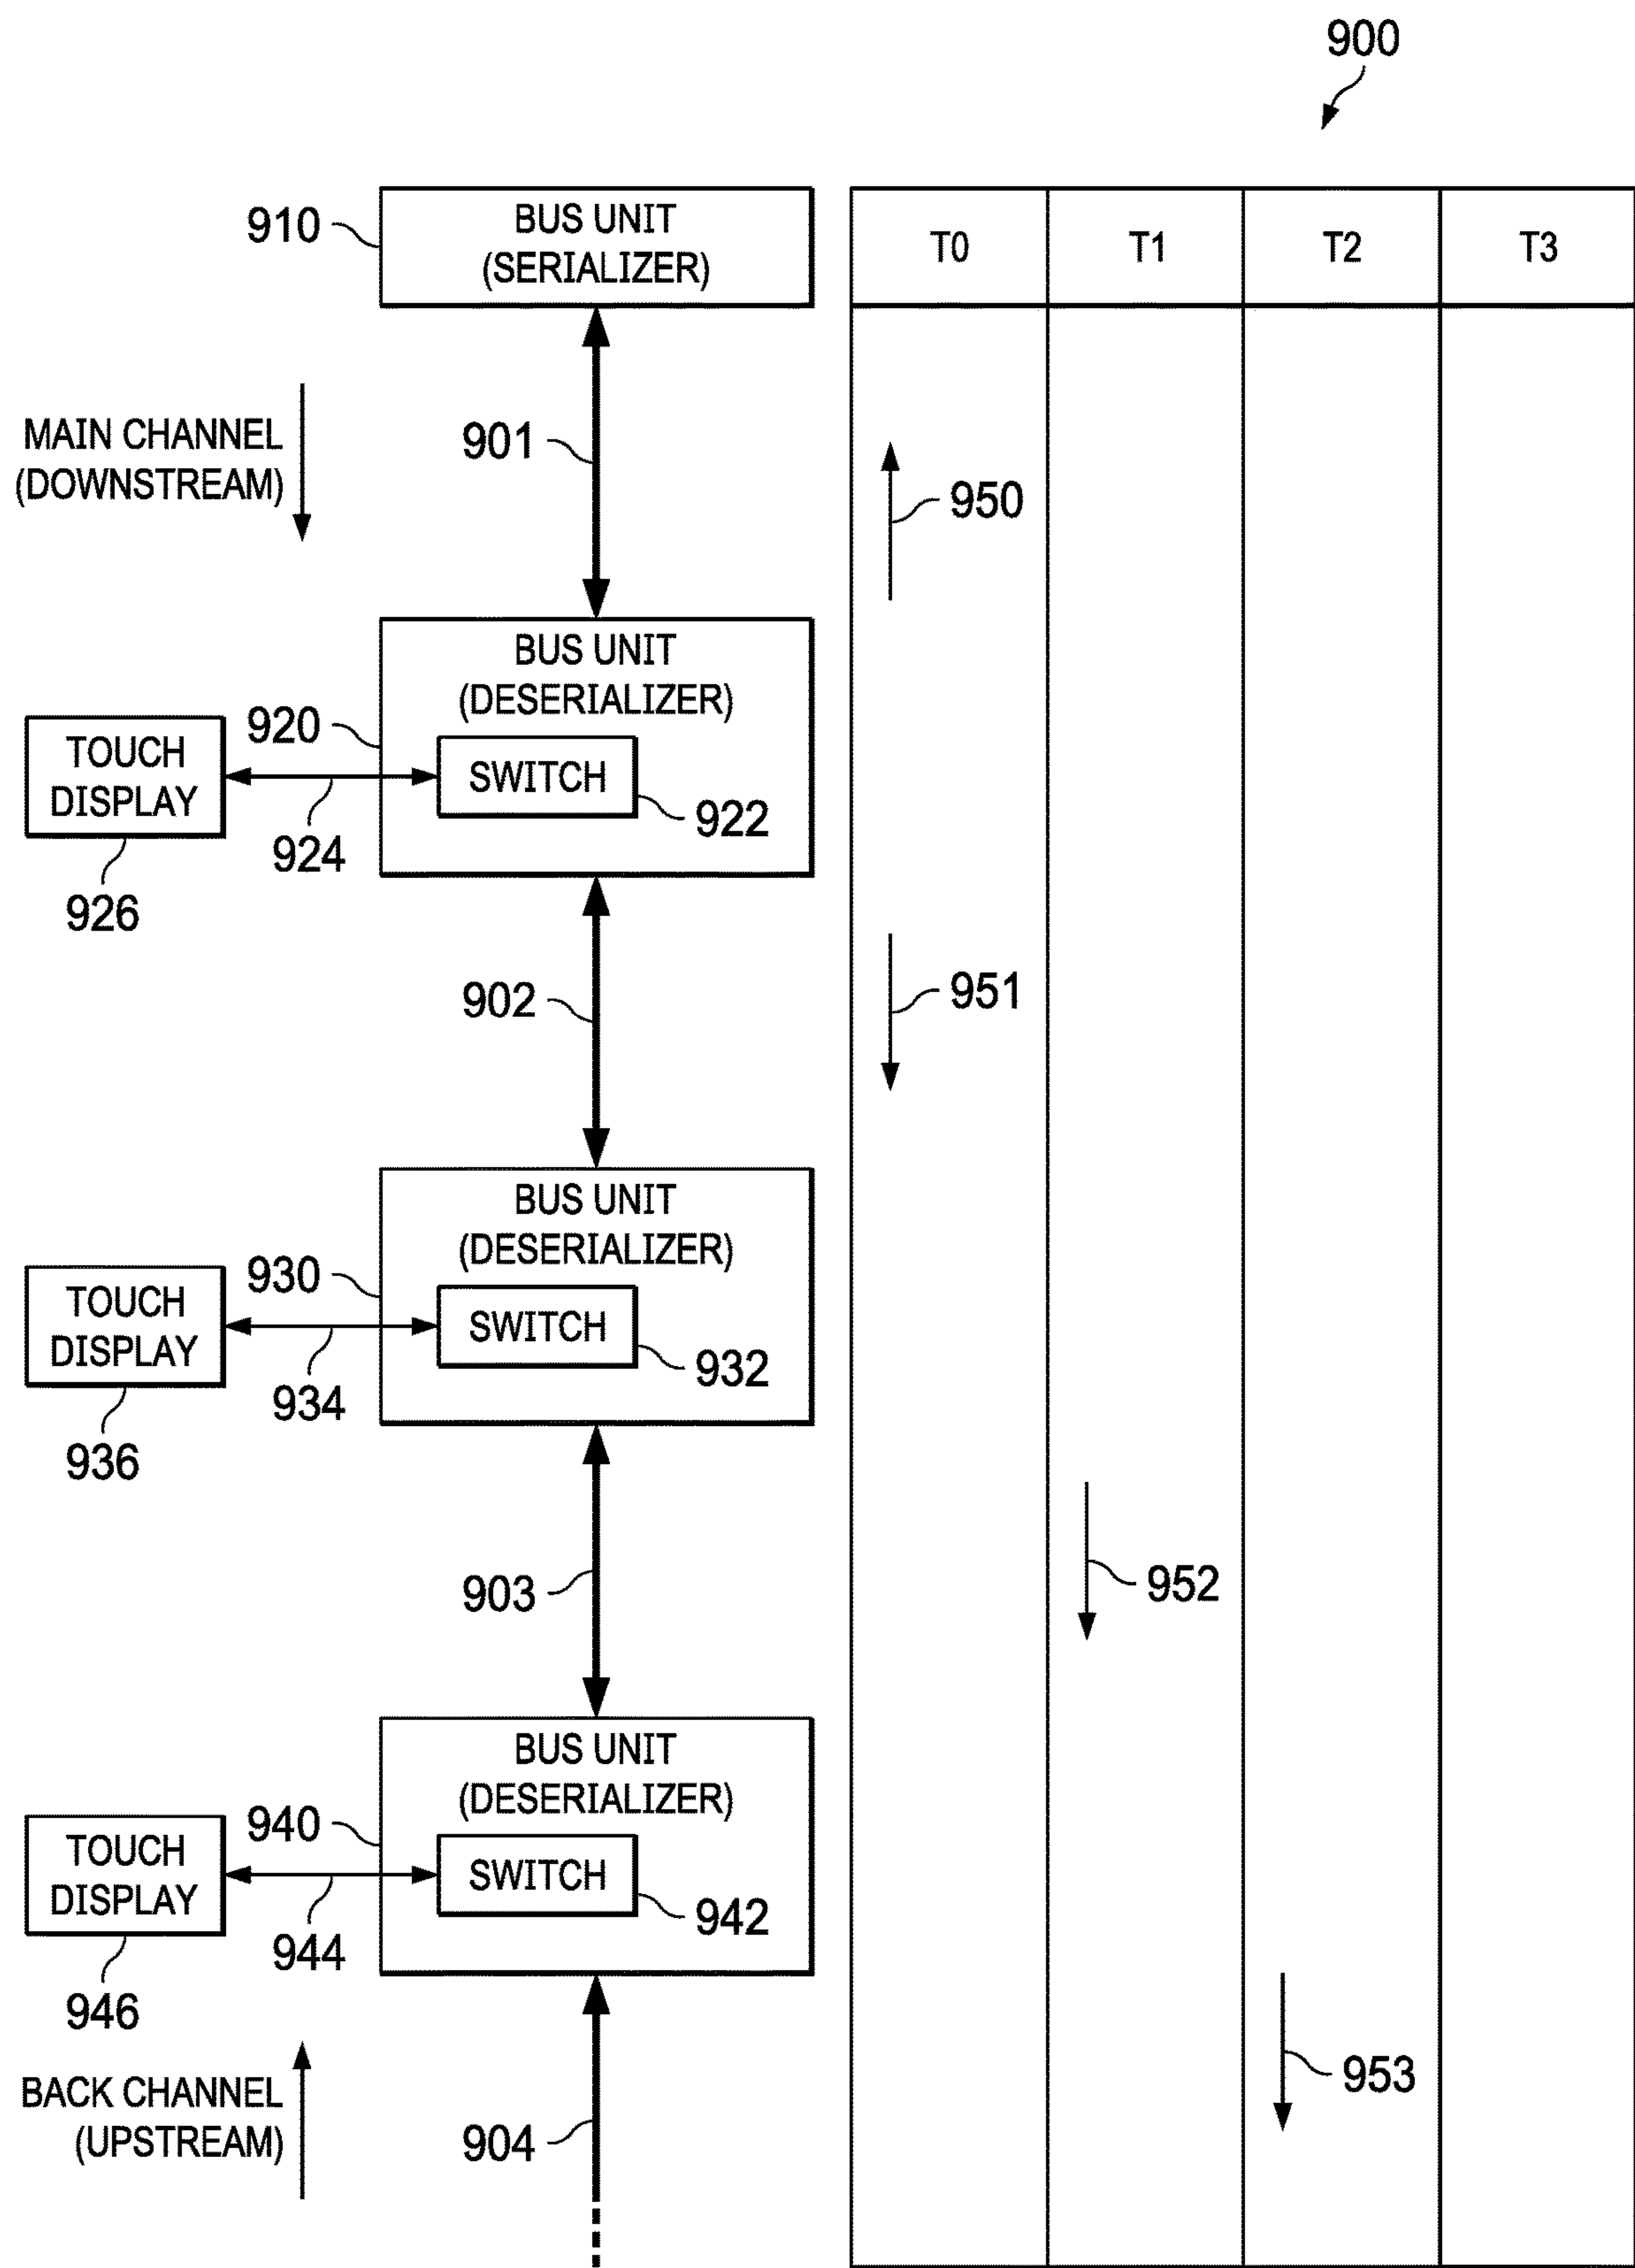 900
910
BUS UNIT
(SERIALIZER)
T0
T1
T2
T3
MAIN CHANNEL
(DOWNSTREAM)
901
950
BUS UNIT
(DESERIALIZER)
920
TOUCH
DISPLAY
SWITCH
922
924
926
902
951
BUS UNIT
(DESERIALIZER)
930
TOUCH
DISPLAY
SWITCH
932
934
936
903
952
BUS UNIT
(DESERIALIZER)
940
TOUCH
DISPLAY
SWITCH
942
944
946
BACK CHANNEL
(UPSTREAM)
904
953